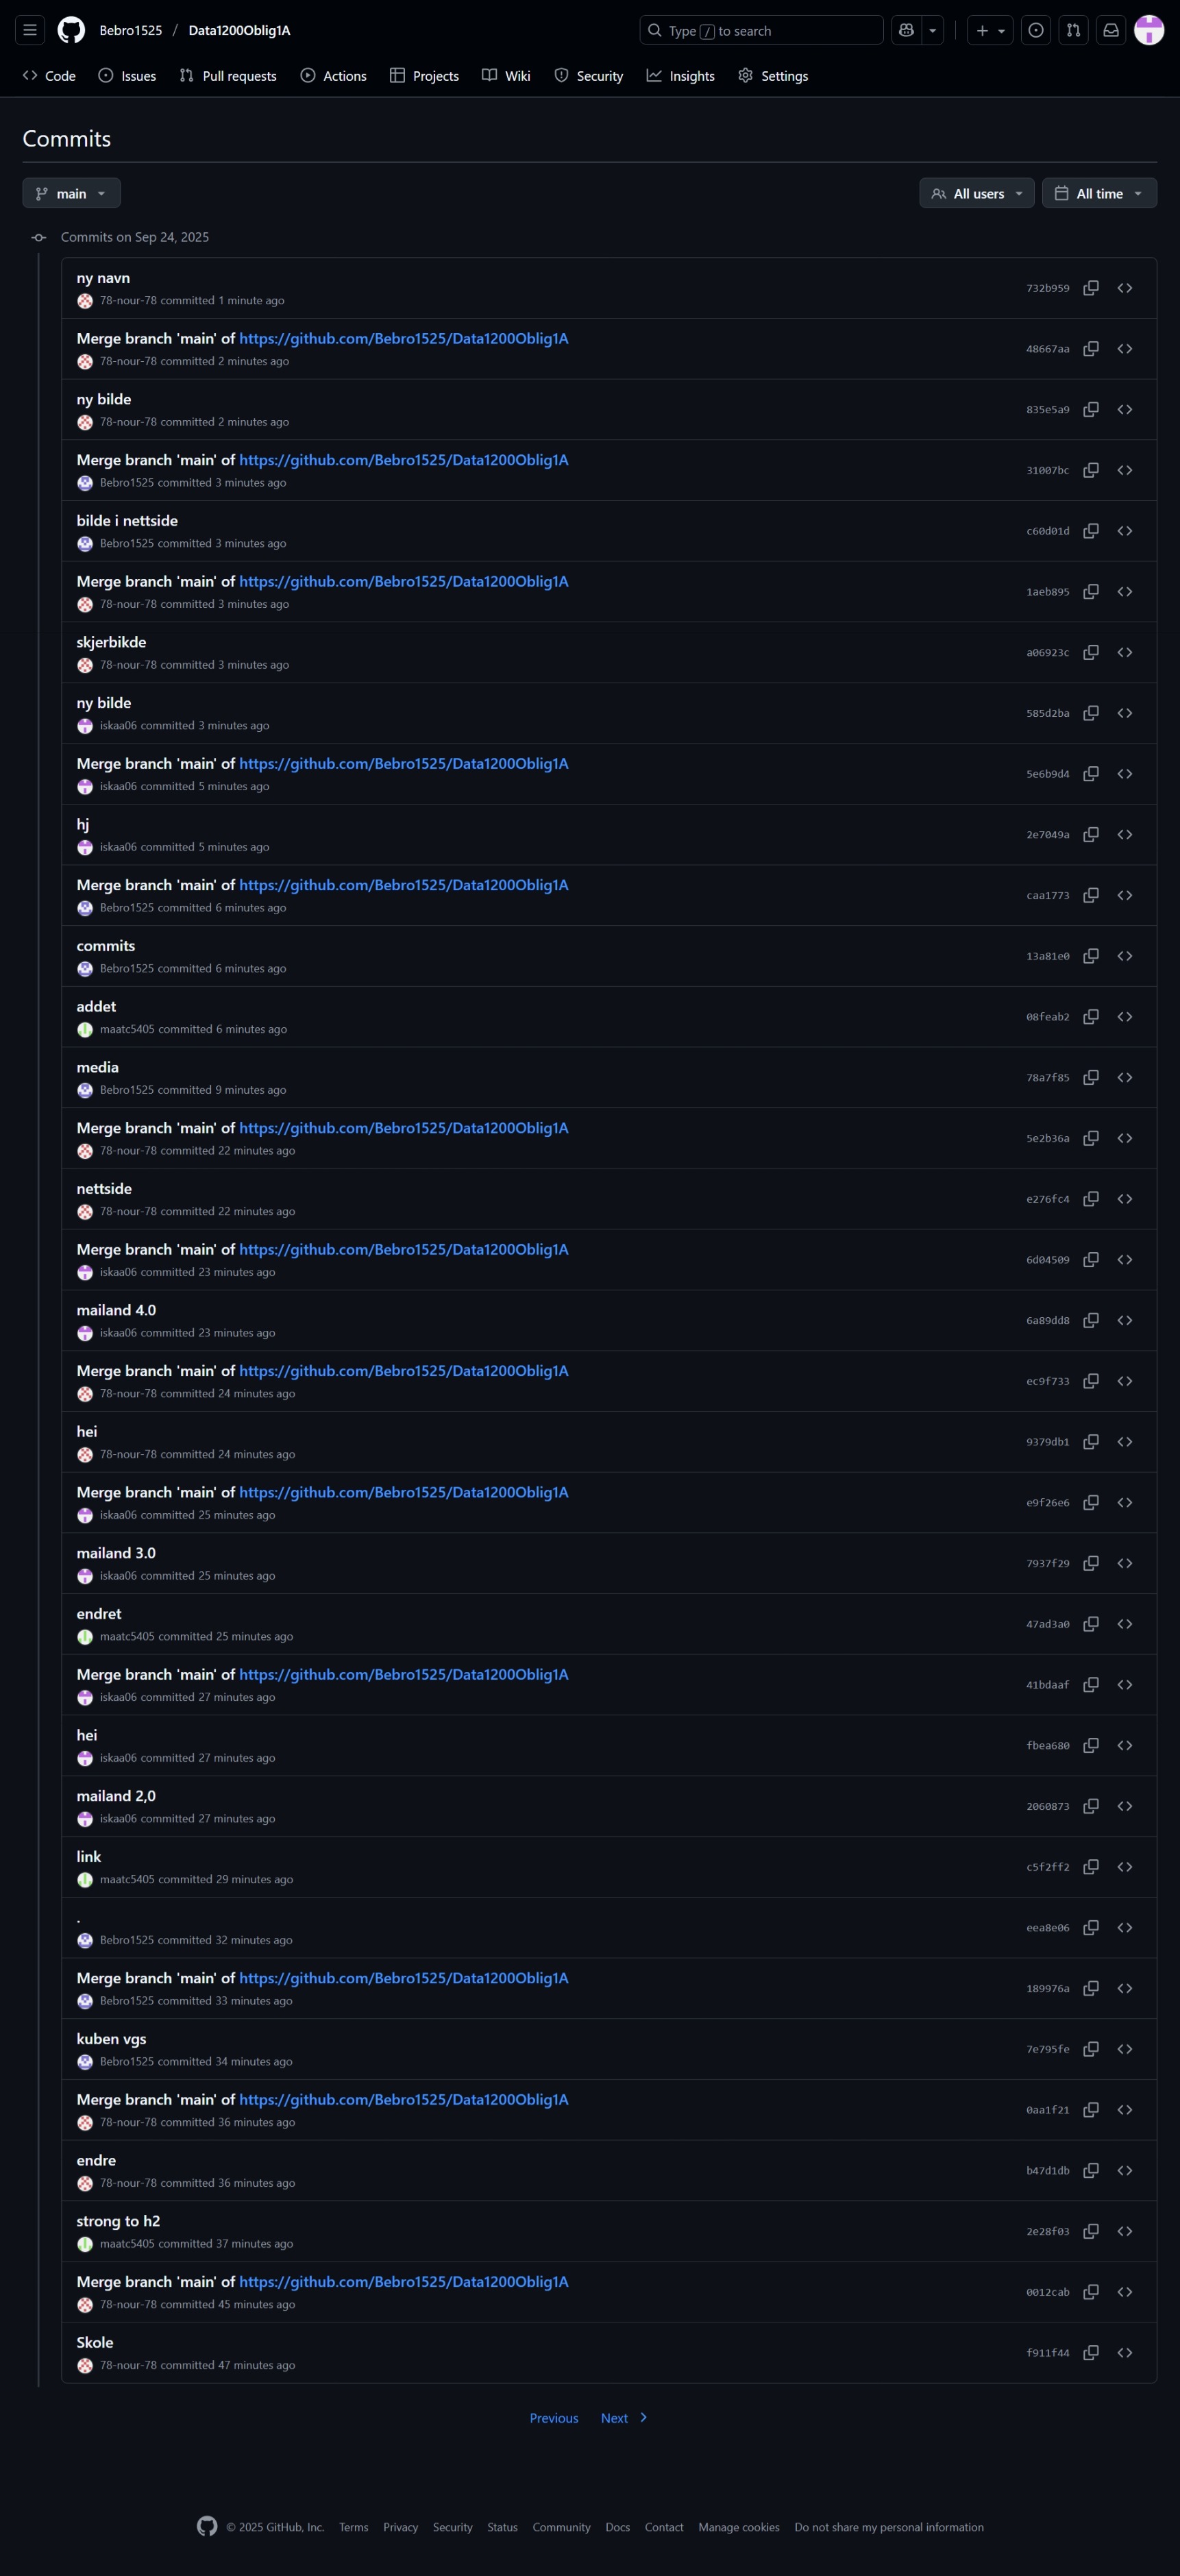 Bebro1525 / Data1200Oblig1A
Type / to search
Code Issues Pull requests Actions Projects Wiki Security Insights Settings
Commits
main All users All time
Commits on Sep 24, 2025
ny navn
78-nour-78 committed 1 minute ago
732b959
Merge branch 'main' of https://github.com/Bebro1525/Data1200Oblig1A
78-nour-78 committed 2 minutes ago
48667aa
ny bilde
78-nour-78 committed 2 minutes ago
835e5a9
Merge branch 'main' of https://github.com/Bebro1525/Data1200Oblig1A
Bebro1525 committed 3 minutes ago
31007bc
bilde i nettside
Bebro1525 committed 3 minutes ago
c60d01d
Merge branch 'main' of https://github.com/Bebro1525/Data1200Oblig1A
78-nour-78 committed 3 minutes ago
1aeb895
skjerbikde
78-nour-78 committed 3 minutes ago
a06923c
ny bilde
iskaa06 committed 3 minutes ago
585d2ba
Merge branch 'main' of https://github.com/Bebro1525/Data1200Oblig1A
iskaa06 committed 5 minutes ago
5e6b9d4
hj
iskaa06 committed 5 minutes ago
2e7049a
Merge branch 'main' of https://github.com/Bebro1525/Data1200Oblig1A
Bebro1525 committed 6 minutes ago
caa1773
commits
Bebro1525 committed 6 minutes ago
13a81e0
addet
maatc5405 committed 6 minutes ago
08feab2
media
Bebro1525 committed 9 minutes ago
78a7f85
Merge branch 'main' of https://github.com/Bebro1525/Data1200Oblig1A
78-nour-78 committed 22 minutes ago
5e2b36a
nettside
78-nour-78 committed 22 minutes ago
e276fc4
Merge branch 'main' of https://github.com/Bebro1525/Data1200Oblig1A
iskaa06 committed 23 minutes ago
6d04509
mailand 4.0
iskaa06 committed 23 minutes ago
6a89dd8
Merge branch 'main' of https://github.com/Bebro1525/Data1200Oblig1A
78-nour-78 committed 24 minutes ago
ec9f733
hei
78-nour-78 committed 24 minutes ago
9379db1
Merge branch 'main' of https://github.com/Bebro1525/Data1200Oblig1A
iskaa06 committed 25 minutes ago
e9f26e6
mailand 3.0
iskaa06 committed 25 minutes ago
7937f29
endret
maatc5405 committed 25 minutes ago
47ad3a0
Merge branch 'main' of https://github.com/Bebro1525/Data1200Oblig1A
iskaa06 committed 27 minutes ago
41bdaaf
hei
iskaa06 committed 27 minutes ago
fbea680
mailand 2,0
iskaa06 committed 27 minutes ago
2060873
link
maatc5405 committed 29 minutes ago
c5f2ff2
.
Bebro1525 committed 32 minutes ago
eea8e06
Merge branch 'main' of https://github.com/Bebro1525/Data1200Oblig1A
Bebro1525 committed 33 minutes ago
189976a
kuben vgs
Bebro1525 committed 34 minutes ago
7e795fe
Merge branch 'main' of https://github.com/Bebro1525/Data1200Oblig1A
78-nour-78 committed 36 minutes ago
0aa1f21
endre
78-nour-78 committed 36 minutes ago
b47d1db
strong to h2
maatc5405 committed 37 minutes ago
2e28f03
Merge branch 'main' of https://github.com/Bebro1525/Data1200Oblig1A
78-nour-78 committed 45 minutes ago
0012cab
Skole
78-nour-78 committed 47 minutes ago
f911f44
Previous Next
© 2025 GitHub, Inc. Terms Privacy Security Status Community Docs Contact Manage cookies Do not share my personal information